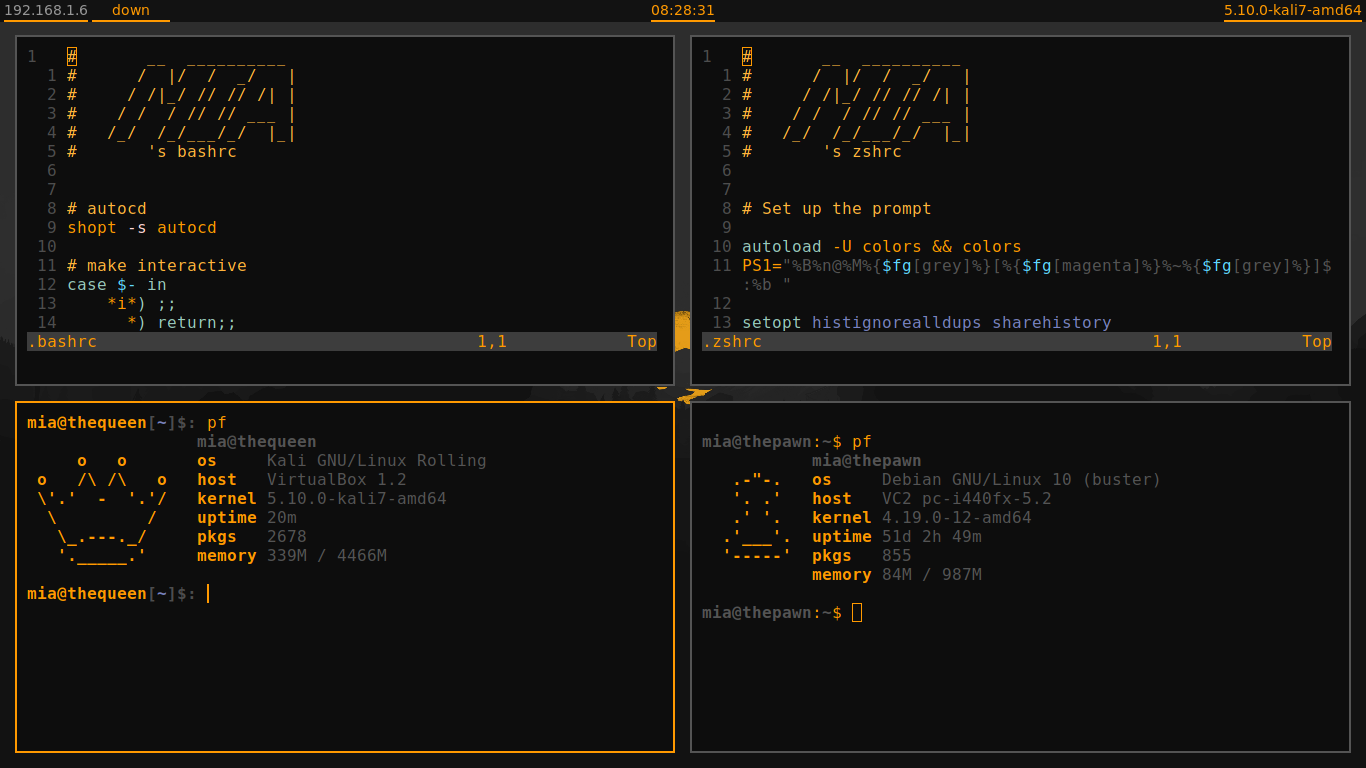 192.168.1.6 down 08:28:31 5.10.0-kali7-amd64
1 #       __  __________
1 #      /  |/  /  _/   |
2 #     / /|_/ // // /| |
3 #    / /  / // // ___ |
4 #   /_/  /_/___/_/  |_|
5 #       's bashrc
6
7
8 # autocd
9 shopt -s autocd
10
11 # make interactive
12 case $- in
13     *i*) ;;
14       *) return;;
.bashrc 1,1 Top
1 #       __  __________
1 #      /  |/  /  _/   |
2 #     / /|_/ // // /| |
3 #    / /  / // // ___ |
4 #   /_/  /_/___/_/  |_|
5 #       's zshrc
6
7
8 # Set up the prompt
9
10 autoload -U colors && colors
11 PS1="%B%n@%M%{$fg[grey]%}[%{$fg[magenta]%}%~%{$fg[grey]%}]$
:%b "
12
13 setopt histignorealldups sharehistory
.zshrc 1,1 Top
mia@thequeen[~]$: pf
                 mia@thequeen
     o   o       os     Kali GNU/Linux Rolling
 o   /\ /\   o   host   VirtualBox 1.2
 \'.'  -  '.'/   kernel 5.10.0-kali7-amd64
  \         /    uptime 20m
   \_.---._/     pkgs   2678
   '._____.'     memory 339M / 4466M
mia@thequeen[~]$:
mia@thepawn:~$ pf
           mia@thepawn
   .-"-.   os     Debian GNU/Linux 10 (buster)
   '. .'   host   VC2 pc-i440fx-5.2
   .' '.   kernel 4.19.0-12-amd64
  .'___'.  uptime 51d 2h 49m
  '-----'  pkgs   855
           memory 84M / 987M
mia@thepawn:~$